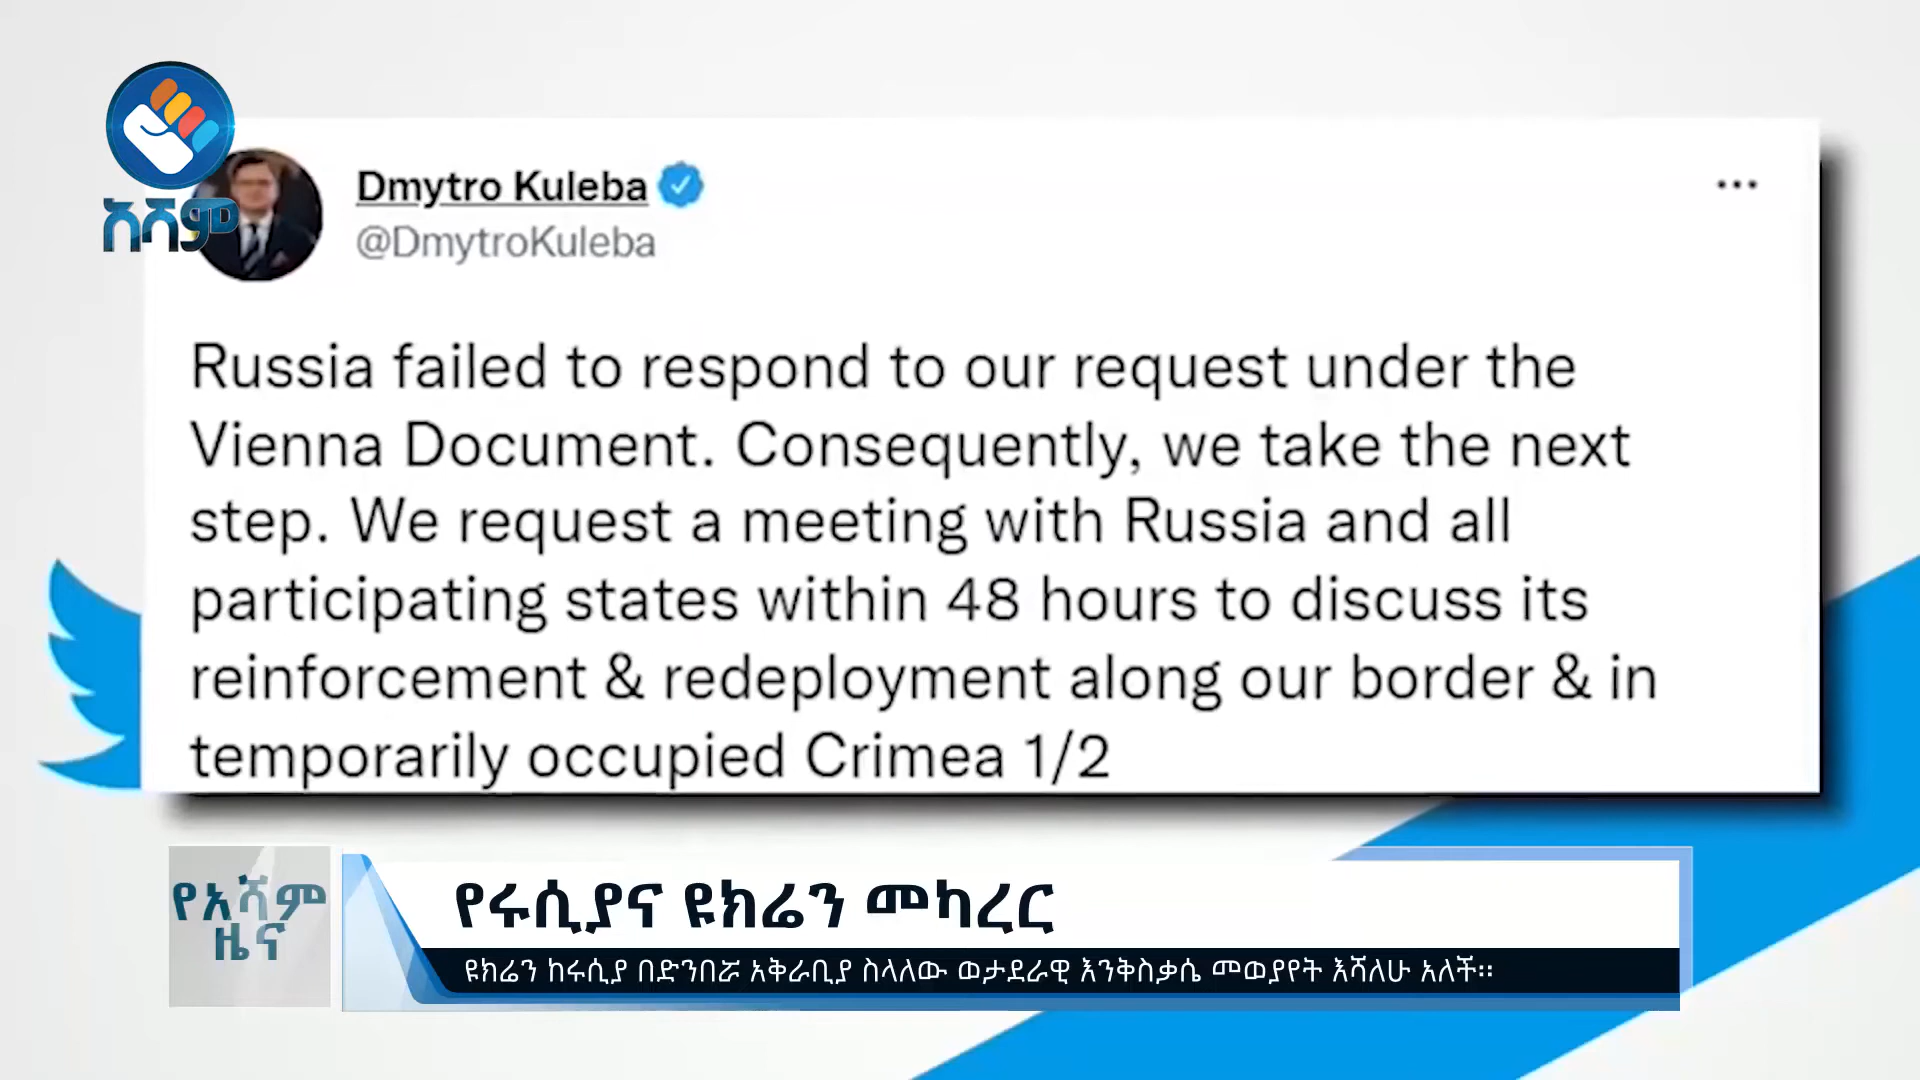 አሻም
Dmytro Kuleba
@DmytroKuleba
Russia failed to respond to our request under the
Vienna Document. Consequently, we take the next
step. We request a meeting with Russia and all
participating states within 48 hours to discuss its
reinforcement & redeployment along our border & in
temporarily occupied Crimea 1/2
የአሻም
ዜና
የሩሲያና ዩክሬን መካረር
ዩክሬን ከሩሲያ በድንበሯ አቅራቢያ ስላለው ወታደራዊ እንቅስቃሴ መወያየት እሻለሁ አለች።